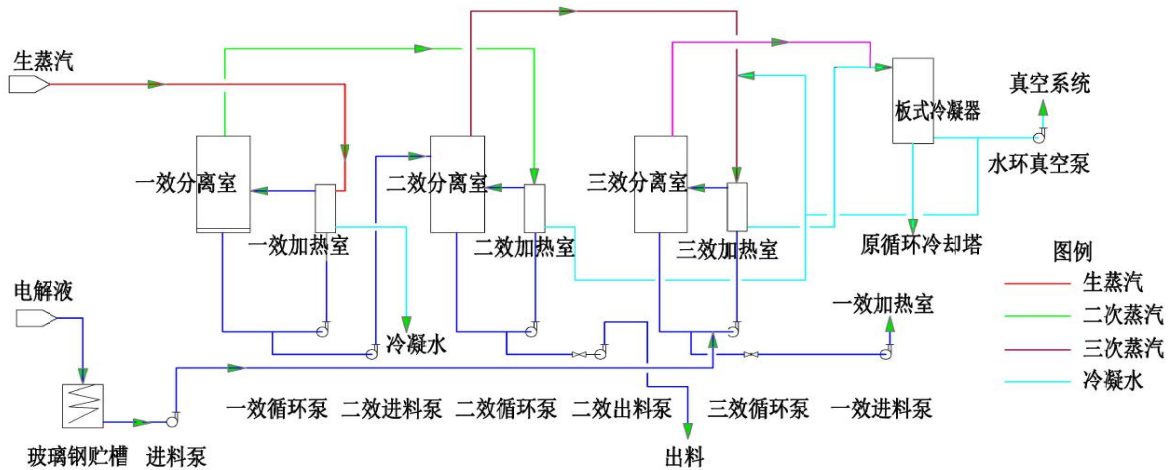 生蒸汽
真空系统
板式冷凝器
水环真空泵
一效分离室
二效分离室
三效分离室
一效加热室
二效加热室
三效加热室
原循环冷却塔
图例
生蒸汽
二次蒸汽
三次蒸汽
冷凝水
电解液
冷凝水
一效加热室
一效循环泵
二效进料泵
二效循环泵
二效出料泵
三效循环泵
一效进料泵
玻璃钢贮槽
进料泵
出料